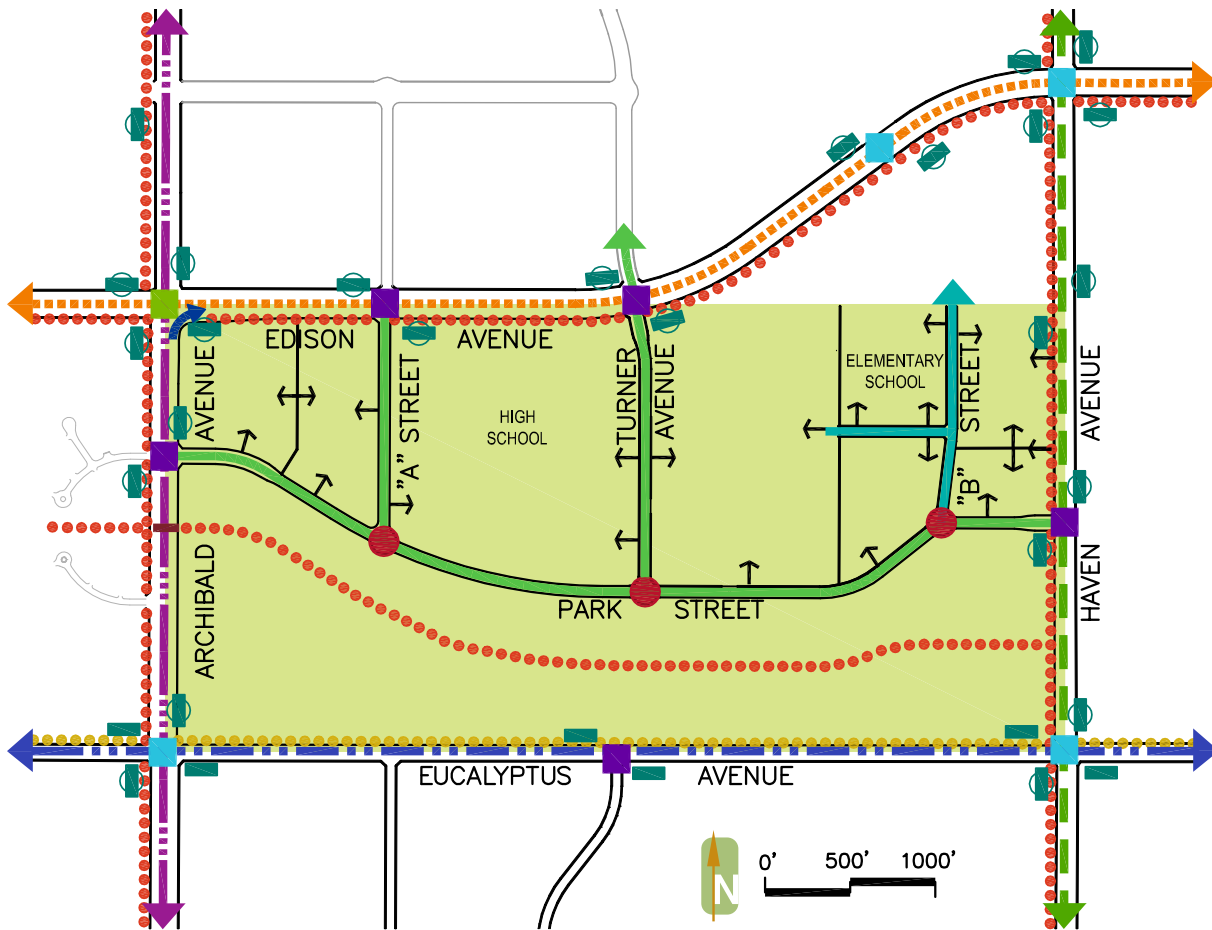 EDISON AVENUE
AVENUE
"A" STREET
HIGH
SCHOOL
TURNER
AVENUE
ELEMENTARY
SCHOOL
STREET
"B"
AVENUE
ARCHIBALD
HAVEN
PARK STREET
EUCALYPTUS AVENUE
N
0' 500' 1000'